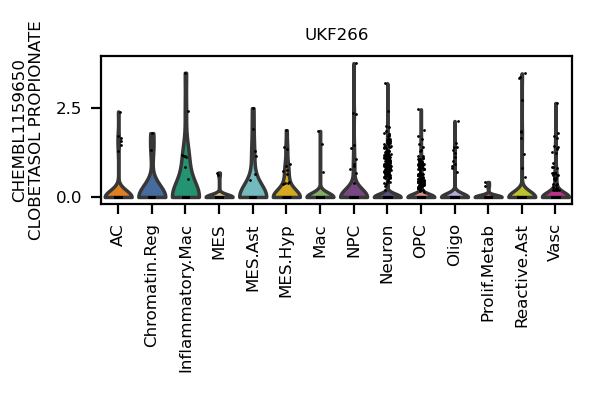 UKF266
CHEMBL1159650
CLOBETASOL PROPIONATE
2.5
0.0
AC
Chromatin.Reg
Inflammatory.Mac
MES
MES.Ast
MES.Hyp
Mac
NPC
Neuron
OPC
Oligo
Prolif.Metab
Reactive.Ast
Vasc